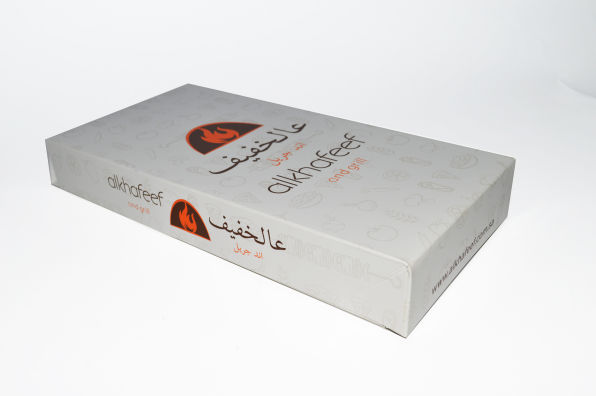 عالخفيف
اند جريل
alkhafeef
and grill
alkhafeef
and grill
عالخفيف
اند جريل
www.alkhafeef.com.sa